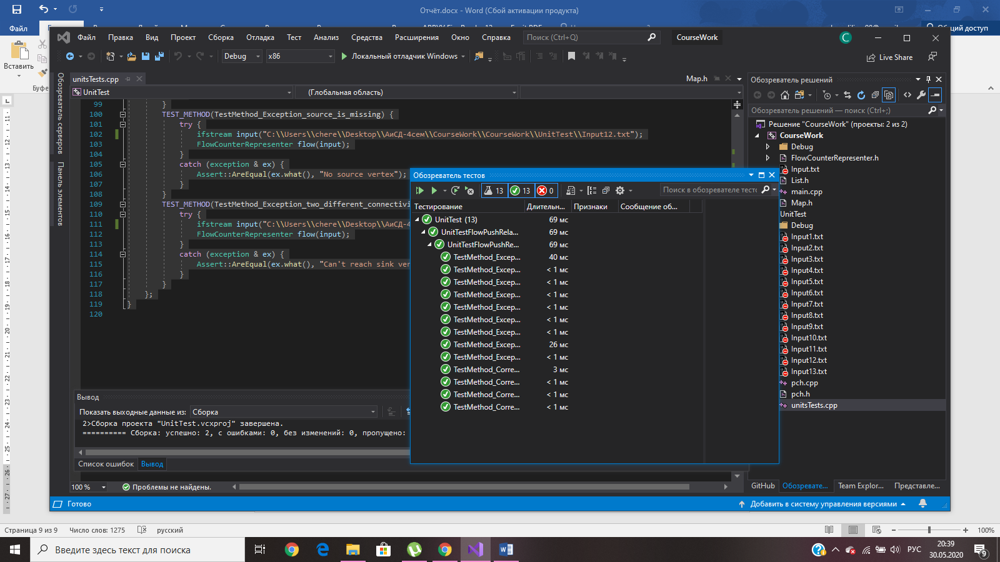 Отчёт.docx - Word (Сбой активации продукта)
Файл
Общий доступ
Вставить
Буфе
Файл Правка Вид Проект Сборка Отладка Тест Анализ Средства Расширения Окно Справка Поиск (Ctrl+Q) CourseWork C
Debug x86 Локальный отладчик Windows Live Share
Обозреватель серверов
Панель элементов
unitsTests.cpp Map.h
UnitTest (Глобальная область)
99 }
100 TEST_METHOD(TestMethod_Exception_source_is_missing) {
101 try {
102 ifstream input("C:\\Users\\chere\\Desktop\\АиСД-4сем\\CourseWork\\CourseWork\\UnitTest\\Input12.txt");
103 FlowCounterRepresenter flow(input);
104 }
105 catch (exception & ex) {
106 Assert::AreEqual(ex.what(), "No source vertex");
107 }
108 }
109 TEST_METHOD(TestMethod_Exception_two_different_connectivi
110 try {
111 ifstream input("C:\\Users\\chere\\Desktop\\АиСД-4
112 FlowCounterRepresenter flow(input);
113 }
114 catch (exception & ex) {
115 Assert::AreEqual(ex.what(), "Can't reach sink ver
116 }
117 }
118 };
119 }
120
Обозреватель тестов
13 13 0 Поиск в обозревателе тесто
Тестирование Длительн... Признаки Сообщение об...
UnitTest (13) 69 мс
UnitTestFlowPushRela... 69 мс
UnitTestFlowPushRe... 69 мс
TestMethod_Excep... 40 мс
TestMethod_Excep... < 1 мс
TestMethod_Excep... < 1 мс
TestMethod_Excep... < 1 мс
TestMethod_Excep... < 1 мс
TestMethod_Excep... < 1 мс
TestMethod_Excep... < 1 мс
TestMethod_Excep... 26 мс
TestMethod_Excep... < 1 мс
TestMethod_Corre... 3 мс
TestMethod_Corre... < 1 мс
TestMethod_Corre... < 1 мс
TestMethod_Corre... < 1 мс
Вывод
Показать выходные данные из: Сборка
2>Сборка проекта "UnitTest.vcxproj" завершена.
========== Сборка: успешно: 2, с ошибками: 0, без изменений: 0, пропущено:
Список ошибок Вывод
100 % Проблемы не найдены.
Обозреватель решений
Обозреватель решений — поиск (Ctrl+;)
Решение "CourseWork" (проекты: 2 из 2)
CourseWork
Debug
FlowCounterRepresenter.h
Input.txt
List.h
main.cpp
Map.h
UnitTest
Debug
Input1.txt
Input2.txt
Input3.txt
Input4.txt
Input5.txt
Input6.txt
Input7.txt
Input8.txt
Input9.txt
Input10.txt
Input11.txt
Input12.txt
Input13.txt
pch.cpp
pch.h
unitsTests.cpp
GitHub Обозревате... Team Explor... Представле...
Готово Добавить в систему управления версиями
Страница 9 из 9 Число слов: 1275 русский 100%
Введите здесь текст для поиска РУС 20:39
30.05.2020
9